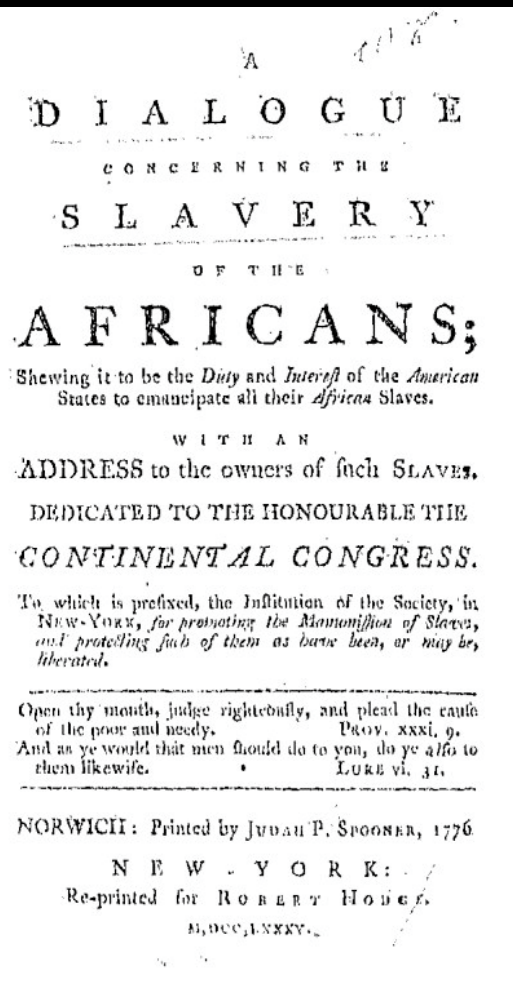 A
DIALOGUE
CONCERNING THE
SLAVERY
OF THE
AFRICANS;
Shewing it to be the Duty and Intereſt of the American
States to emancipate all their African Slaves.
WITH AN
ADDRESS to the owners of ſuch SLAVES.
DEDICATED TO THE HONOURABLE THE
CONTINENTAL CONGRESS.
To which is prefixed, the Inſtitution of the Society, in
NEW-YORK, for promoting the Manumiſſion of Slaves,
and protecting ſuch of them as have been, or may be,
liberated.
Open thy mouth, judge righteouſly, and plead the cauſe
of the poor and needy. PROV. xxxi, 9.
And as ye would that men ſhould do to you, do ye alſo to
them likewiſe. LUKE vi. 31.
NORWICH: Printed by JUDAH P. SPOONER, 1776
NEW-YORK:
Re-printed for ROBERT HODGE.
M,DCC,LXXXV.